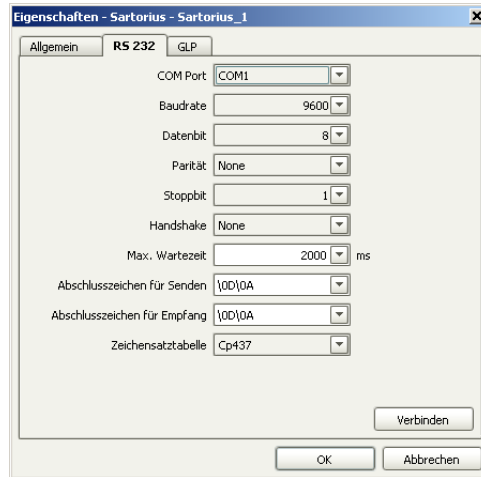 Eigenschaften - Sartorius - Sartorius_1
Allgemein RS 232 GLP
COM Port COM1
Baudrate 9600
Datenbit 8
Parität None
Stoppbit 1
Handshake None
Max. Wartezeit 2000 ms
Abschlusszeichen für Senden \0D\0A
Abschlusszeichen für Empfang \0D\0A
Zeichensatztabelle Cp437
Verbinden
OK Abbrechen